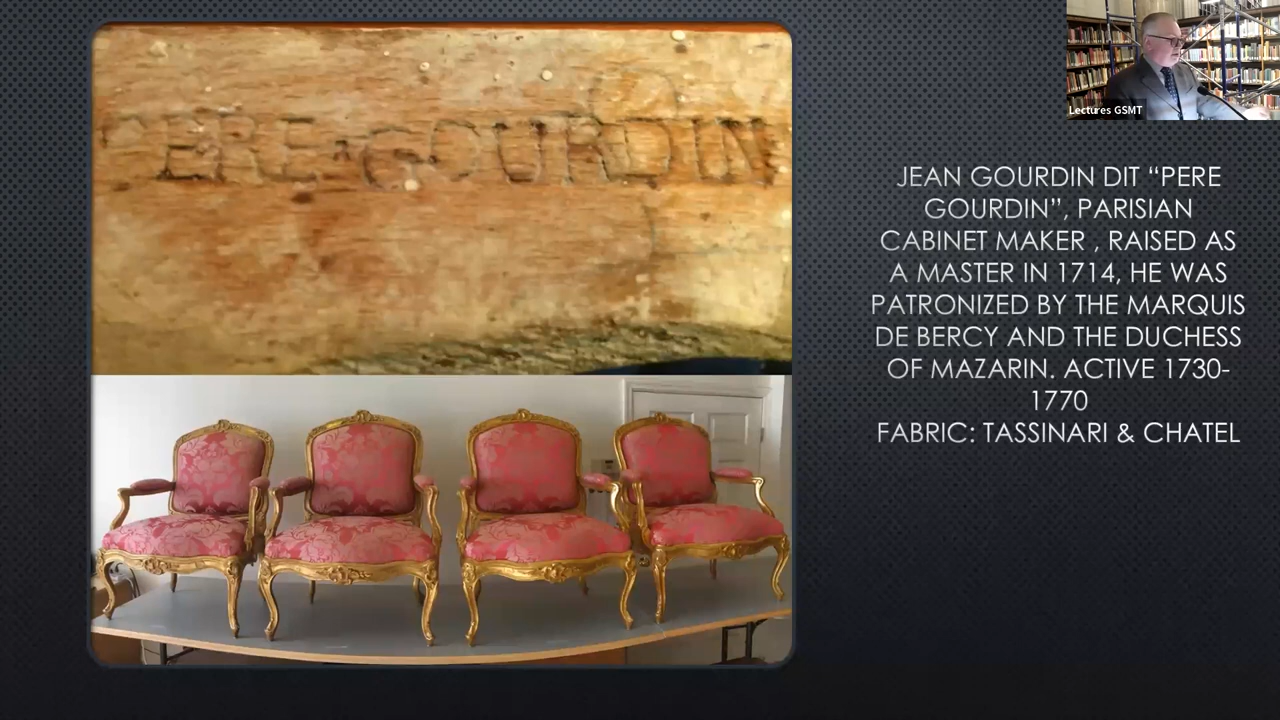 PERE GOURDIN
Lectures GSMT
JEAN GOURDIN DIT “PERE
GOURDIN”, PARISIAN
CABINET MAKER , RAISED AS
A MASTER IN 1714, HE WAS
PATRONIZED BY THE MARQUIS
DE BERCY AND THE DUCHESS
OF MAZARIN. ACTIVE 1730-
1770
FABRIC: TASSINARI & CHATEL